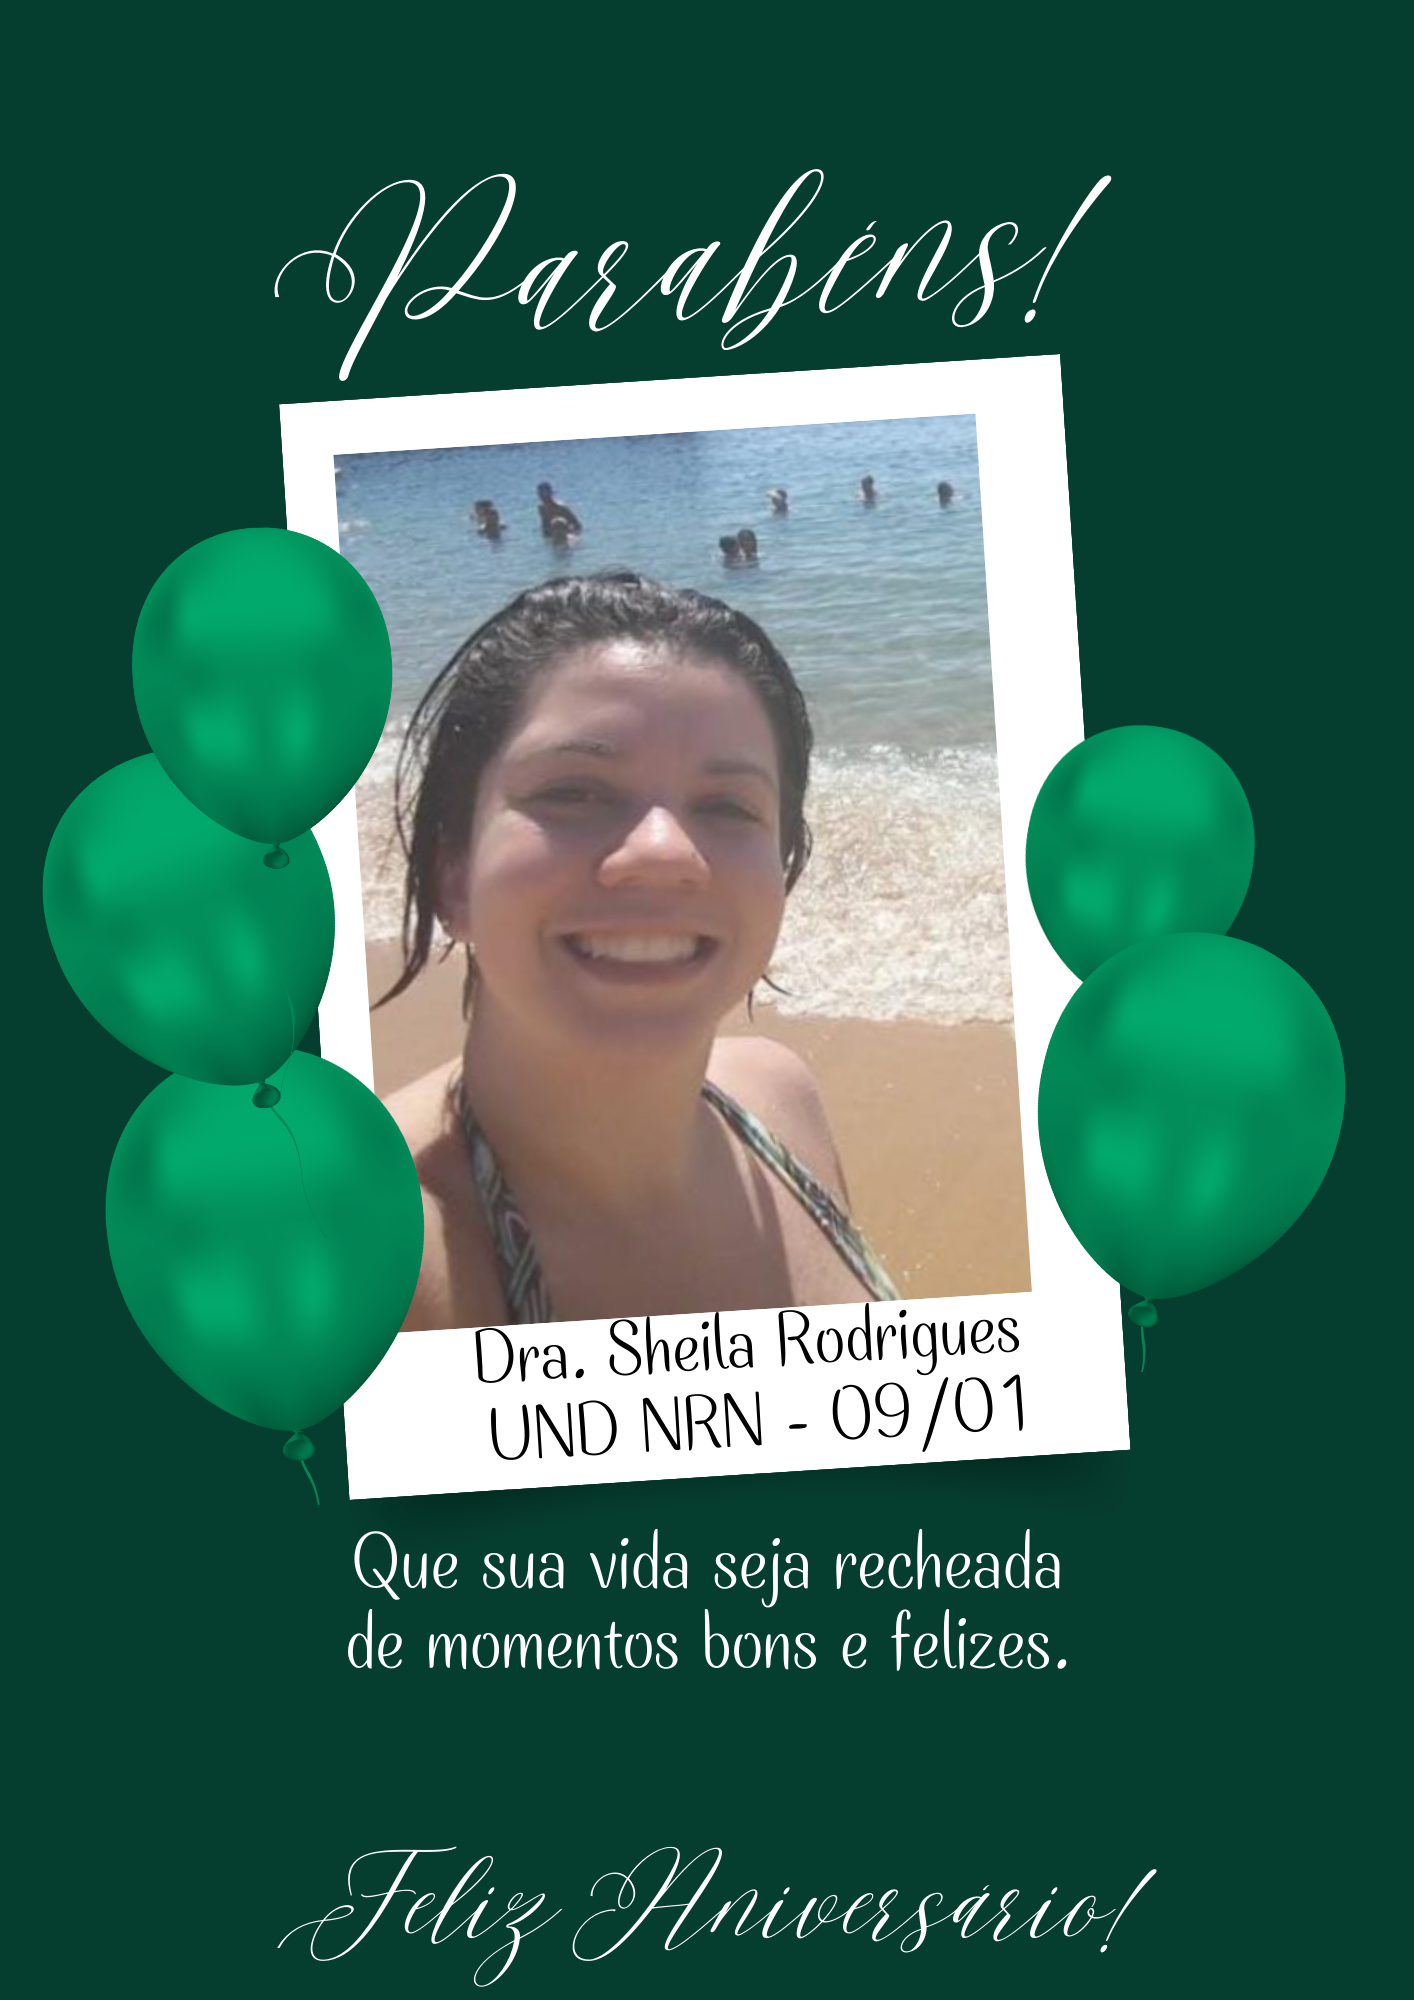 Parabéns!
Dra. Sheila Rodrigues
UND NRN - 09/01
Que sua vida seja recheada
de momentos bons e felizes.
Feliz Aniversário!